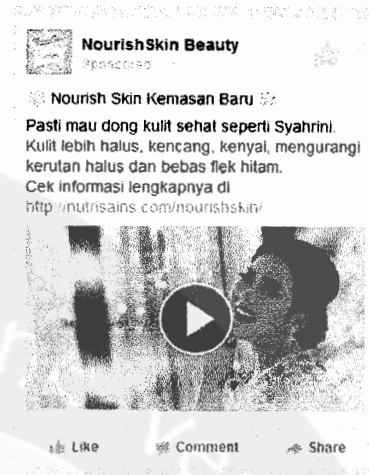 NourishSkin Beauty
Sponsored
Nourish Skin Kemasan Baru
Pasti mau dong kulit sehat seperti Syahrini.
Kulit lebih halus, kencang, kenyal, mengurangi
kerutan halus dan bebas flek hitam.
Cek informasi lengkapnya di
http://nutrisains.com/nourishskin/
Like Comment Share